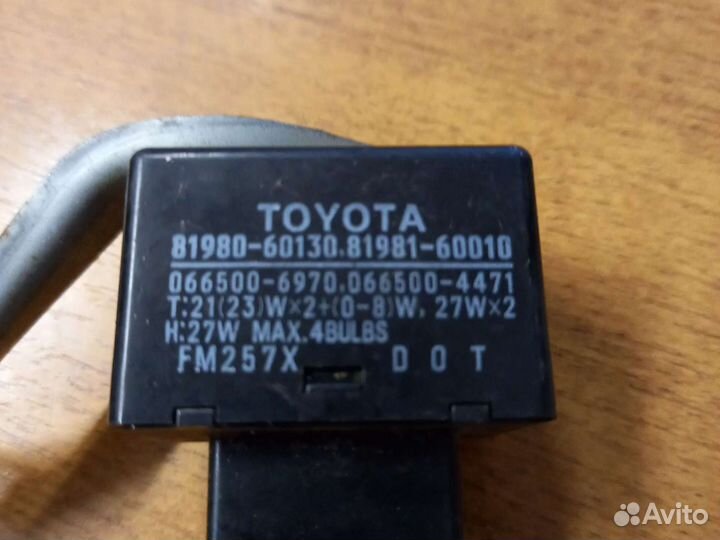 TOYOTA
81980-60130.81981-60010
066500-6970.066500-4471
T:21(23)W×2+(0-8)W, 27W×2
H:27W MAX.4BULBS
FM257X DOT
Avito